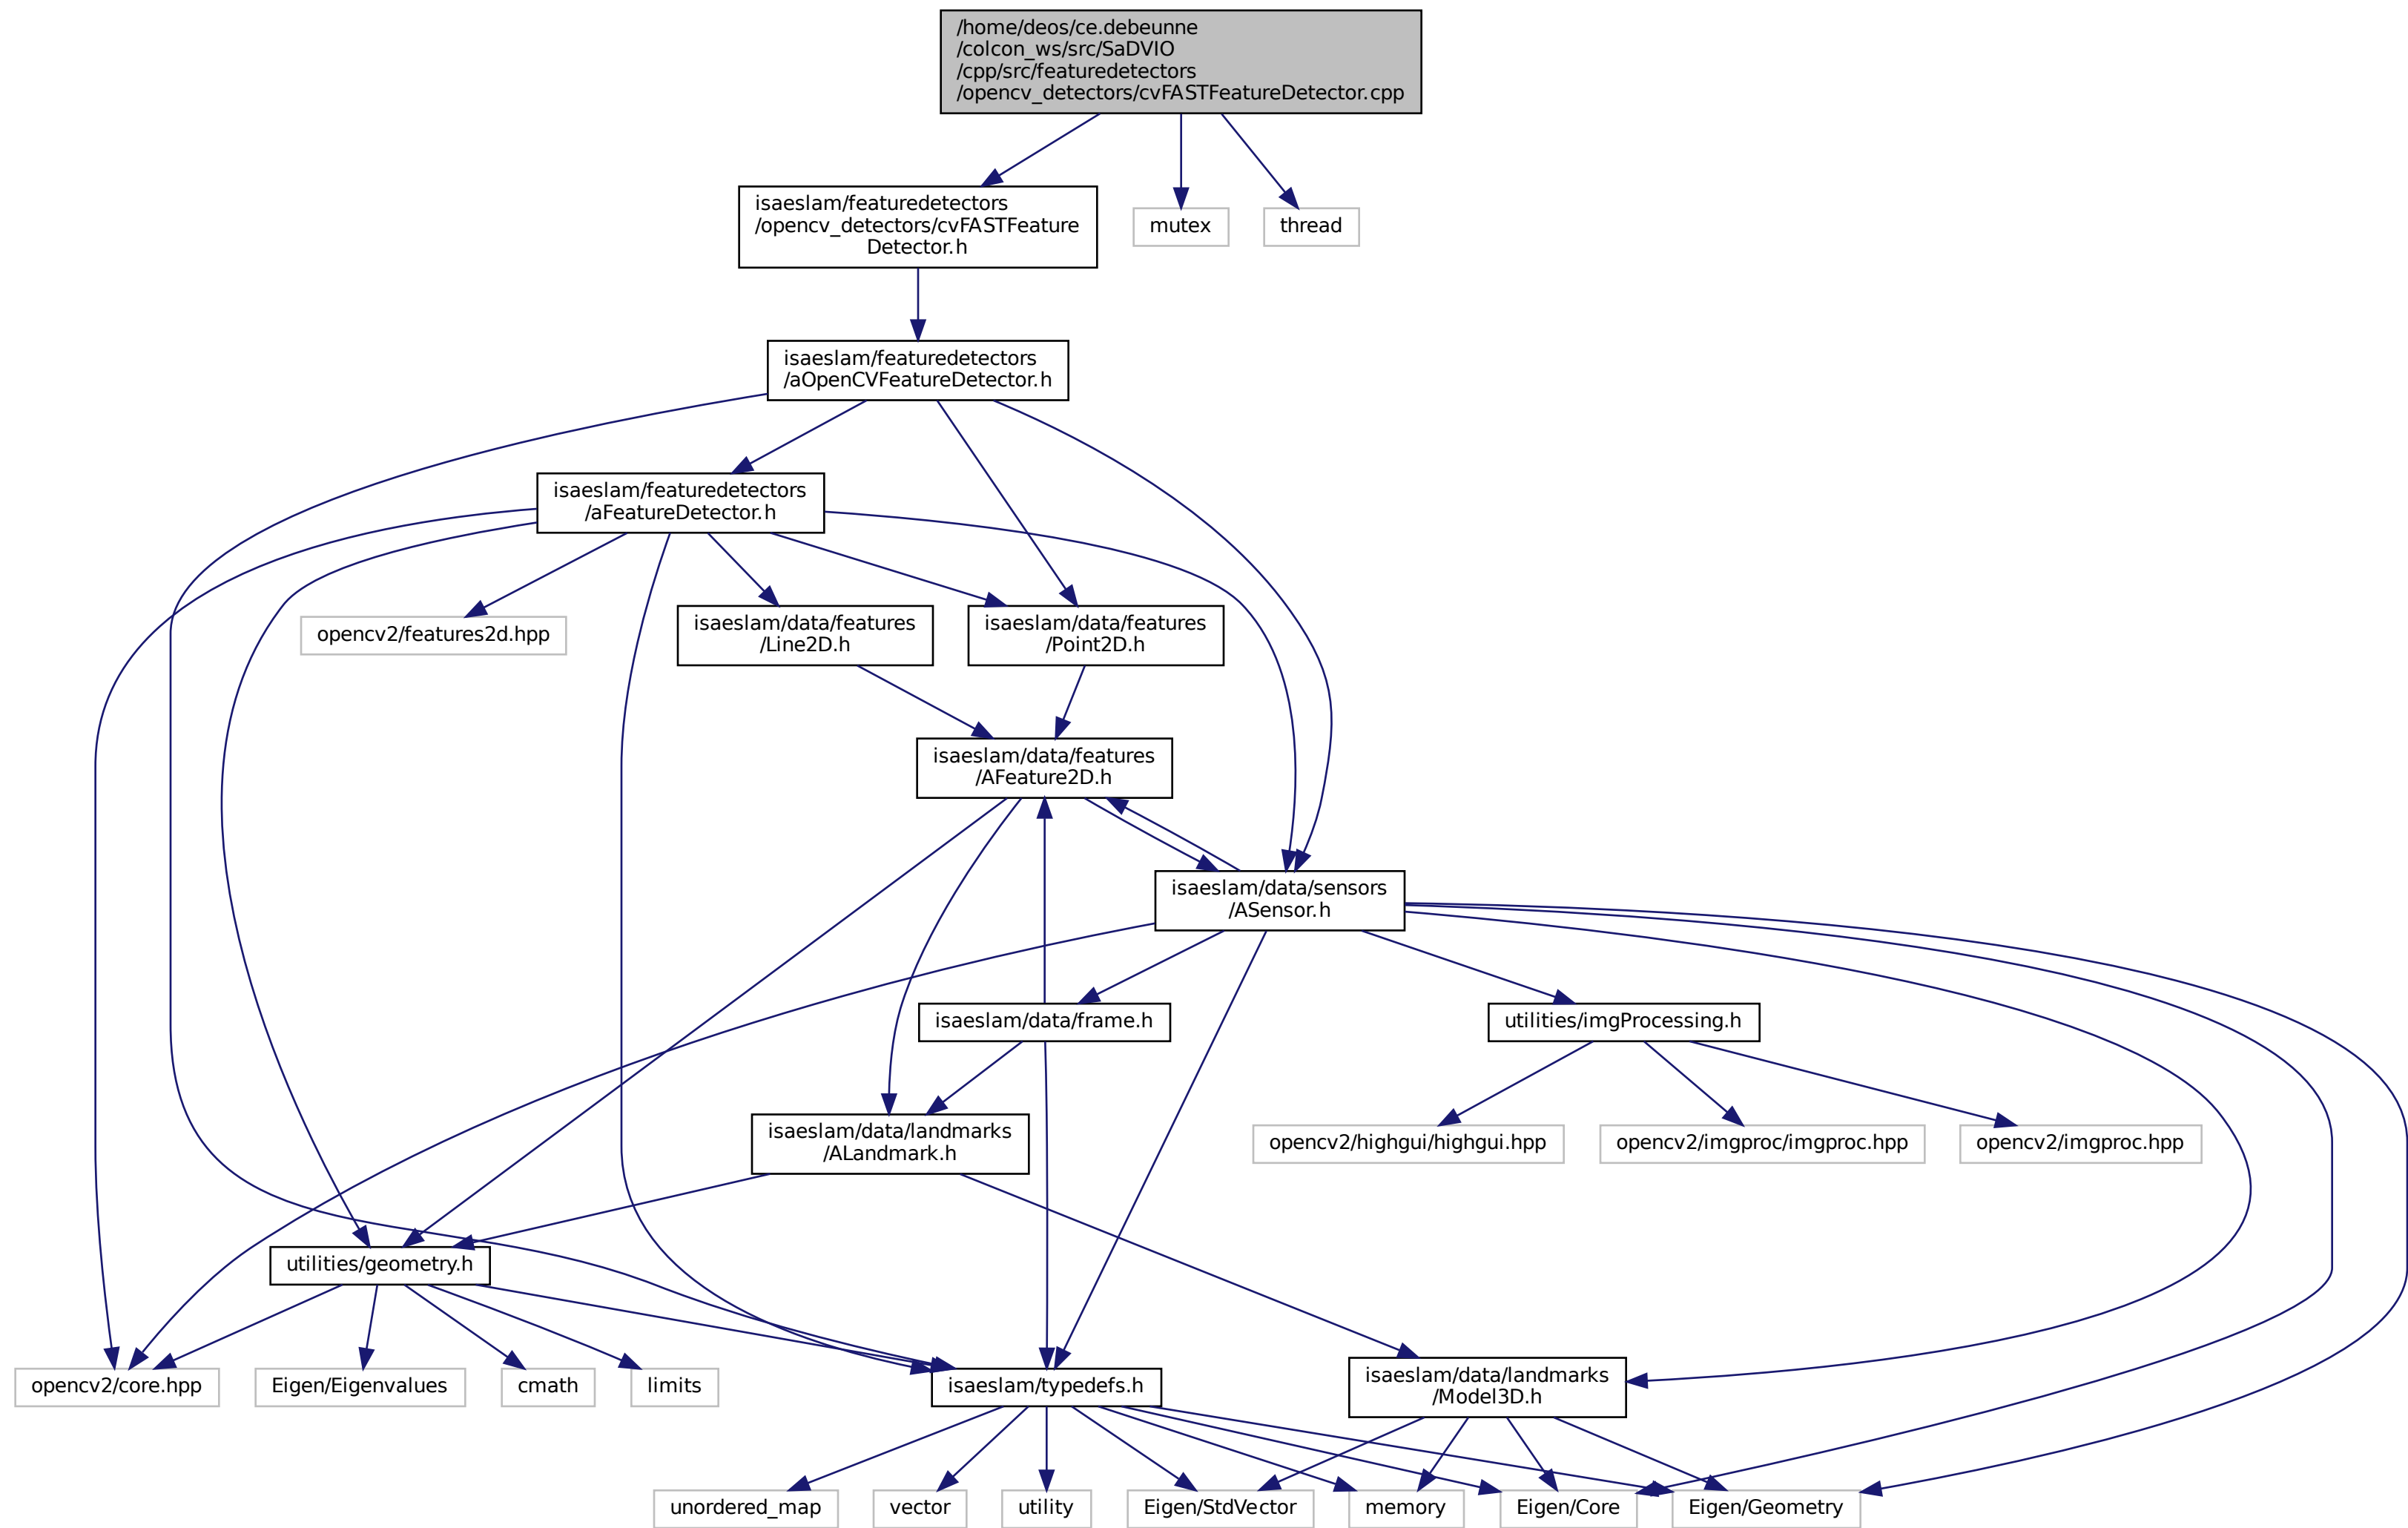 /home/deos/ce.debeunne
/colcon_ws/src/SaDVIO
/cpp/src/featuredetectors
/opencv_detectors/cvFASTFeatureDetector.cpp
isaeslam/featuredetectors
/opencv_detectors/cvFASTFeature
Detector.h
mutex
thread
isaeslam/featuredetectors
/aOpenCVFeatureDetector.h
isaeslam/featuredetectors
/aFeatureDetector.h
opencv2/features2d.hpp
isaeslam/data/features
/Line2D.h
isaeslam/data/features
/Point2D.h
isaeslam/data/features
/AFeature2D.h
isaeslam/data/sensors
/ASensor.h
isaeslam/data/frame.h
utilities/imgProcessing.h
isaeslam/data/landmarks
/ALandmark.h
opencv2/highgui/highgui.hpp
opencv2/imgproc/imgproc.hpp
opencv2/imgproc.hpp
utilities/geometry.h
opencv2/core.hpp
Eigen/Eigenvalues
cmath
limits
isaeslam/typedefs.h
isaeslam/data/landmarks
/Model3D.h
unordered_map
vector
utility
Eigen/StdVector
memory
Eigen/Core
Eigen/Geometry